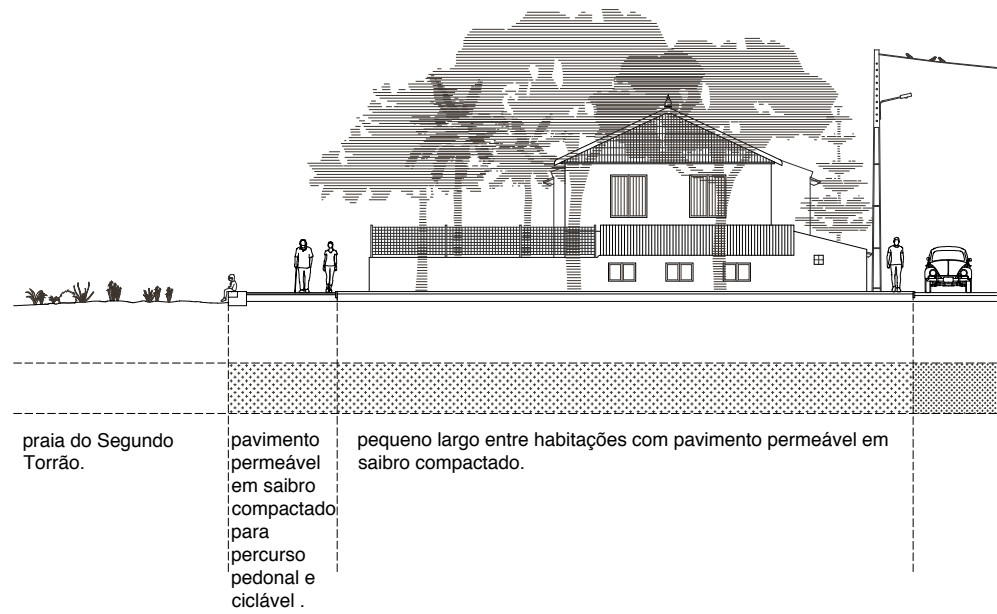 praia do Segundo
Torrão.
pavimento
permeável
em saibro
compactado
para
percurso
pedonal e
ciclável .
pequeno largo entre habitações com pavimento permeável em
saibro compactado.